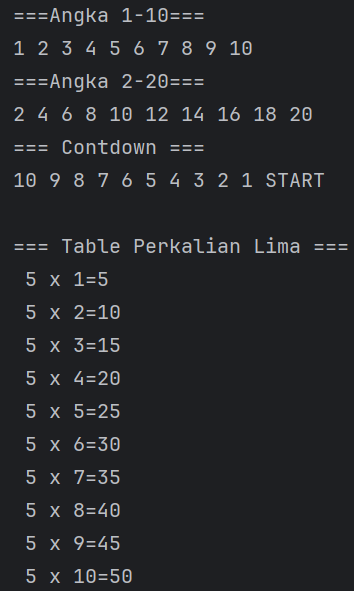 ===Angka 1-10===
1 2 3 4 5 6 7 8 9 10
===Angka 2-20===
2 4 6 8 10 12 14 16 18 20
=== Contdown ===
10 9 8 7 6 5 4 3 2 1 START
=== Table Perkalian Lima ===
5 x 1=5
5 x 2=10
5 x 3=15
5 x 4=20
5 x 5=25
5 x 6=30
5 x 7=35
5 x 8=40
5 x 9=45
5 x 10=50